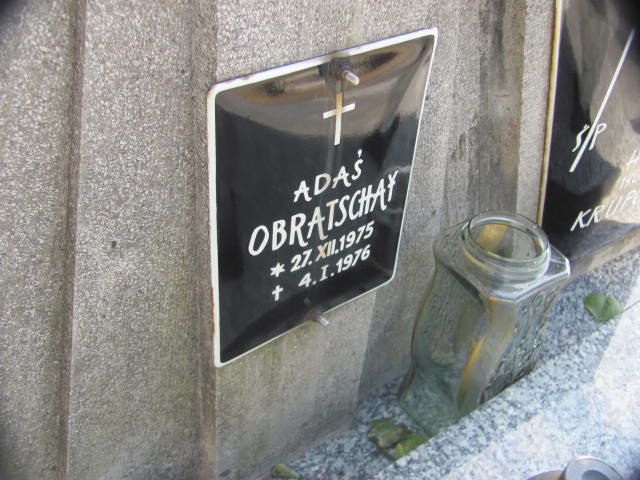 ADAŚ
OBRATSCHAY
* 27. XII. 1975
✝ 4. I. 1976
Ś/P